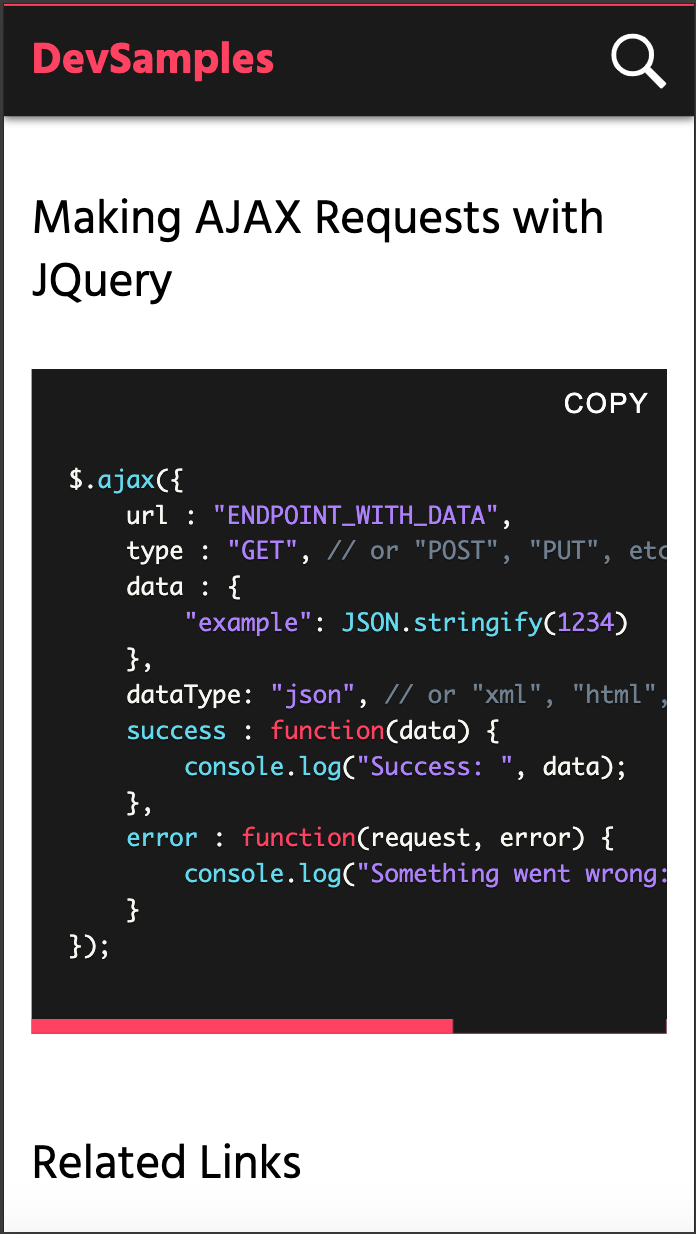 DevSamples
Making AJAX Requests with
JQuery
COPY
$.ajax({
    url : "ENDPOINT_WITH_DATA",
    type : "GET", // or "POST", "PUT", etc
    data : {
        "example": JSON.stringify(1234)
    },
    dataType: "json", // or "xml", "html",
    success : function(data) {
        console.log("Success: ", data);
    },
    error : function(request, error) {
        console.log("Something went wrong:
    }
});
Related Links